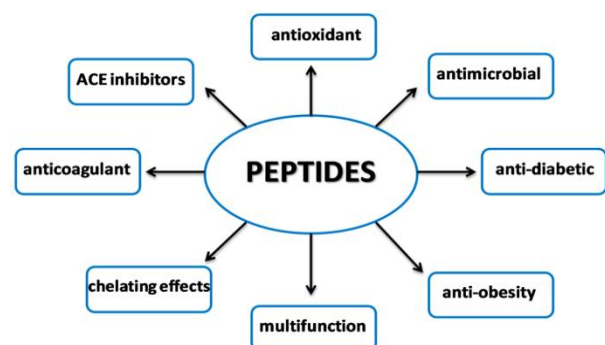 antioxidant
ACE inhibitors
antimicrobial
anticoagulant
PEPTIDES
anti-diabetic
chelating effects
anti-obesity
multifunction